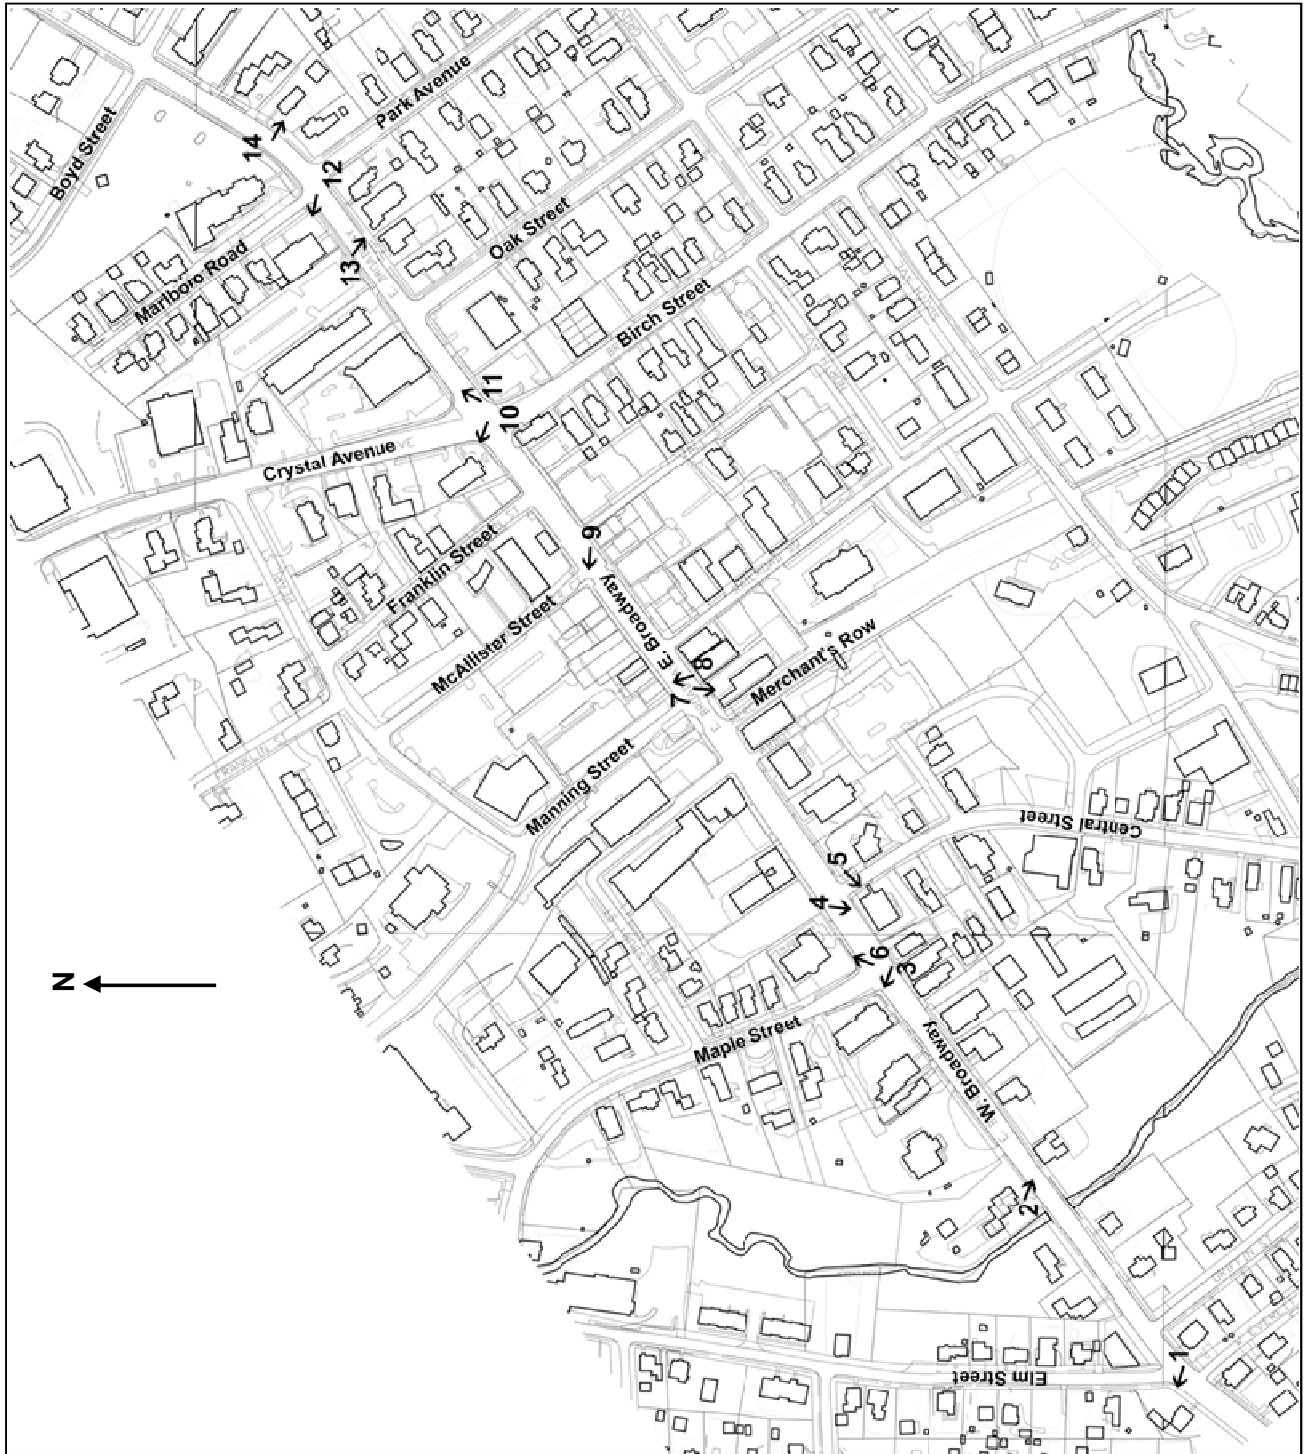 Boyd Street
14
12
Park Avenue
Marlboro Road
13
Oak Street
Birch Street
11
10
Crystal Avenue
Franklin Street
9
McAllister Street
E. Broadway
8
7
Merchant's Row
Manning Street
Central Street
5
4
6
3
N
Maple Street
W. Broadway
2
Elm Street
1